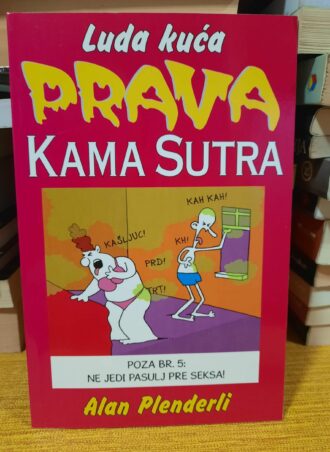 Luda kuća
PRAVA
KAMA SUTRA
KAH KAH!
KAŠLJUC!
KH!
PRD!
TRT!
POZA BR. 5:
NE JEDI PASULJ PRE SEKSA!
Alan Plenderli